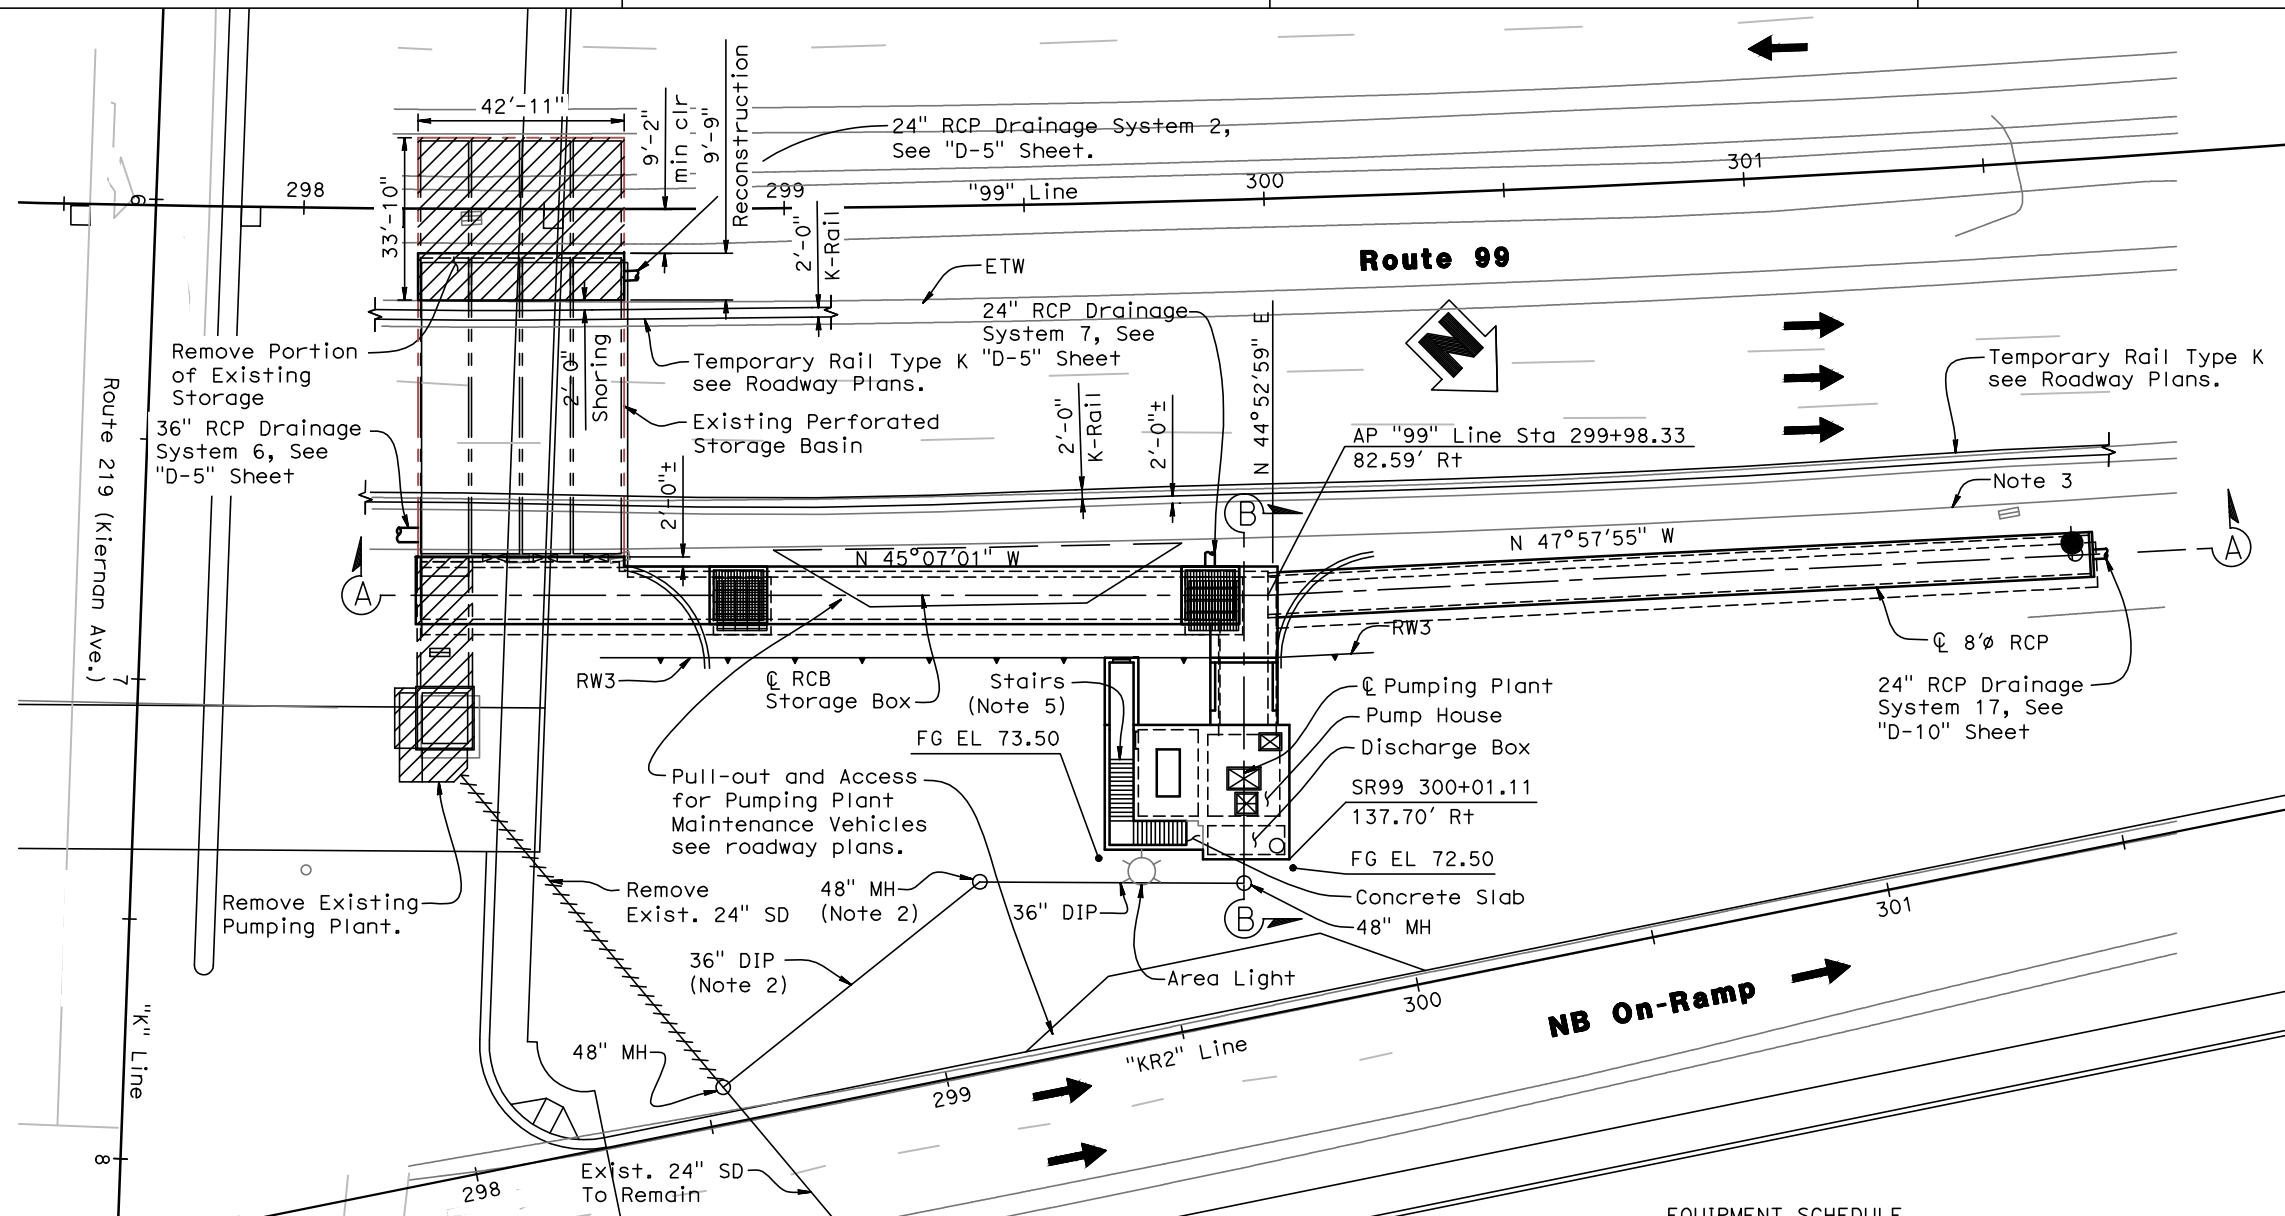 42'-11"
9'-2"
min clr
9'-9"
Reconstruction
24" RCP Drainage System 2,
See "D-5" Sheet.
33'-10"
6
298
299
"99" Line
300
301
2'-0"
K-Rail
ETW
Route 99
N
24" RCP Drainage
System 7, See
"D-5" Sheet
N 44°52'59" E
Remove Portion
of Existing
Storage
2'-0"
Shoring
Temporary Rail Type K
see Roadway Plans.
Existing Perforated
Storage Basin
Temporary Rail Type K
see Roadway Plans.
Route 219 (Kiernan Ave.)
36" RCP Drainage
System 6, See
"D-5" Sheet
2'-0"±
2'-0"
K-Rail
2'-0"±
AP "99" Line Sta 299+98.33
82.59' Rt
Note 3
B
A
N 45°07'01" W
N 47°57'55" W
A
RW3
℄ 8'ø RCP
7
RW3
℄ RCB
Storage Box
Stairs
(Note 5)
℄ Pumping Plant
Pump House
Discharge Box
24" RCP Drainage
System 17, See
"D-10" Sheet
FG EL 73.50
Pull-out and Access
for Pumping Plant
Maintenance Vehicles
see roadway plans.
SR99 300+01.11
137.70' Rt
FG EL 72.50
Remove Existing
Pumping Plant.
Remove
Exist. 24" SD
48" MH
(Note 2)
36" DIP
B
Concrete Slab
48" MH
301
36" DIP
(Note 2)
Area Light
300
NB On-Ramp
"K" Line
48" MH
"KR2" Line
299
8
298
Exist. 24" SD
To Remain
EQUIPMENT SCHEDULE